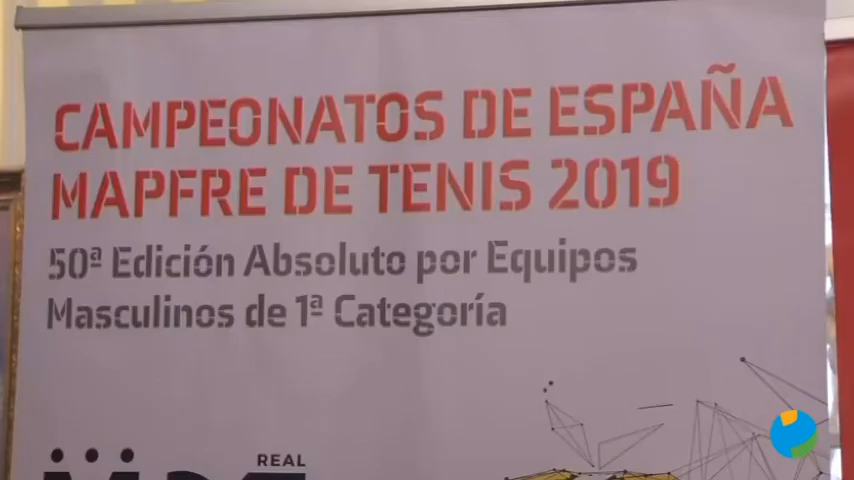 CAMPEONATOS DE ESPAÑA
MAPFRE DE TENIS 2019
50ª Edición Absoluto por Equipos
Masculinos de 1ª Categoría
REAL